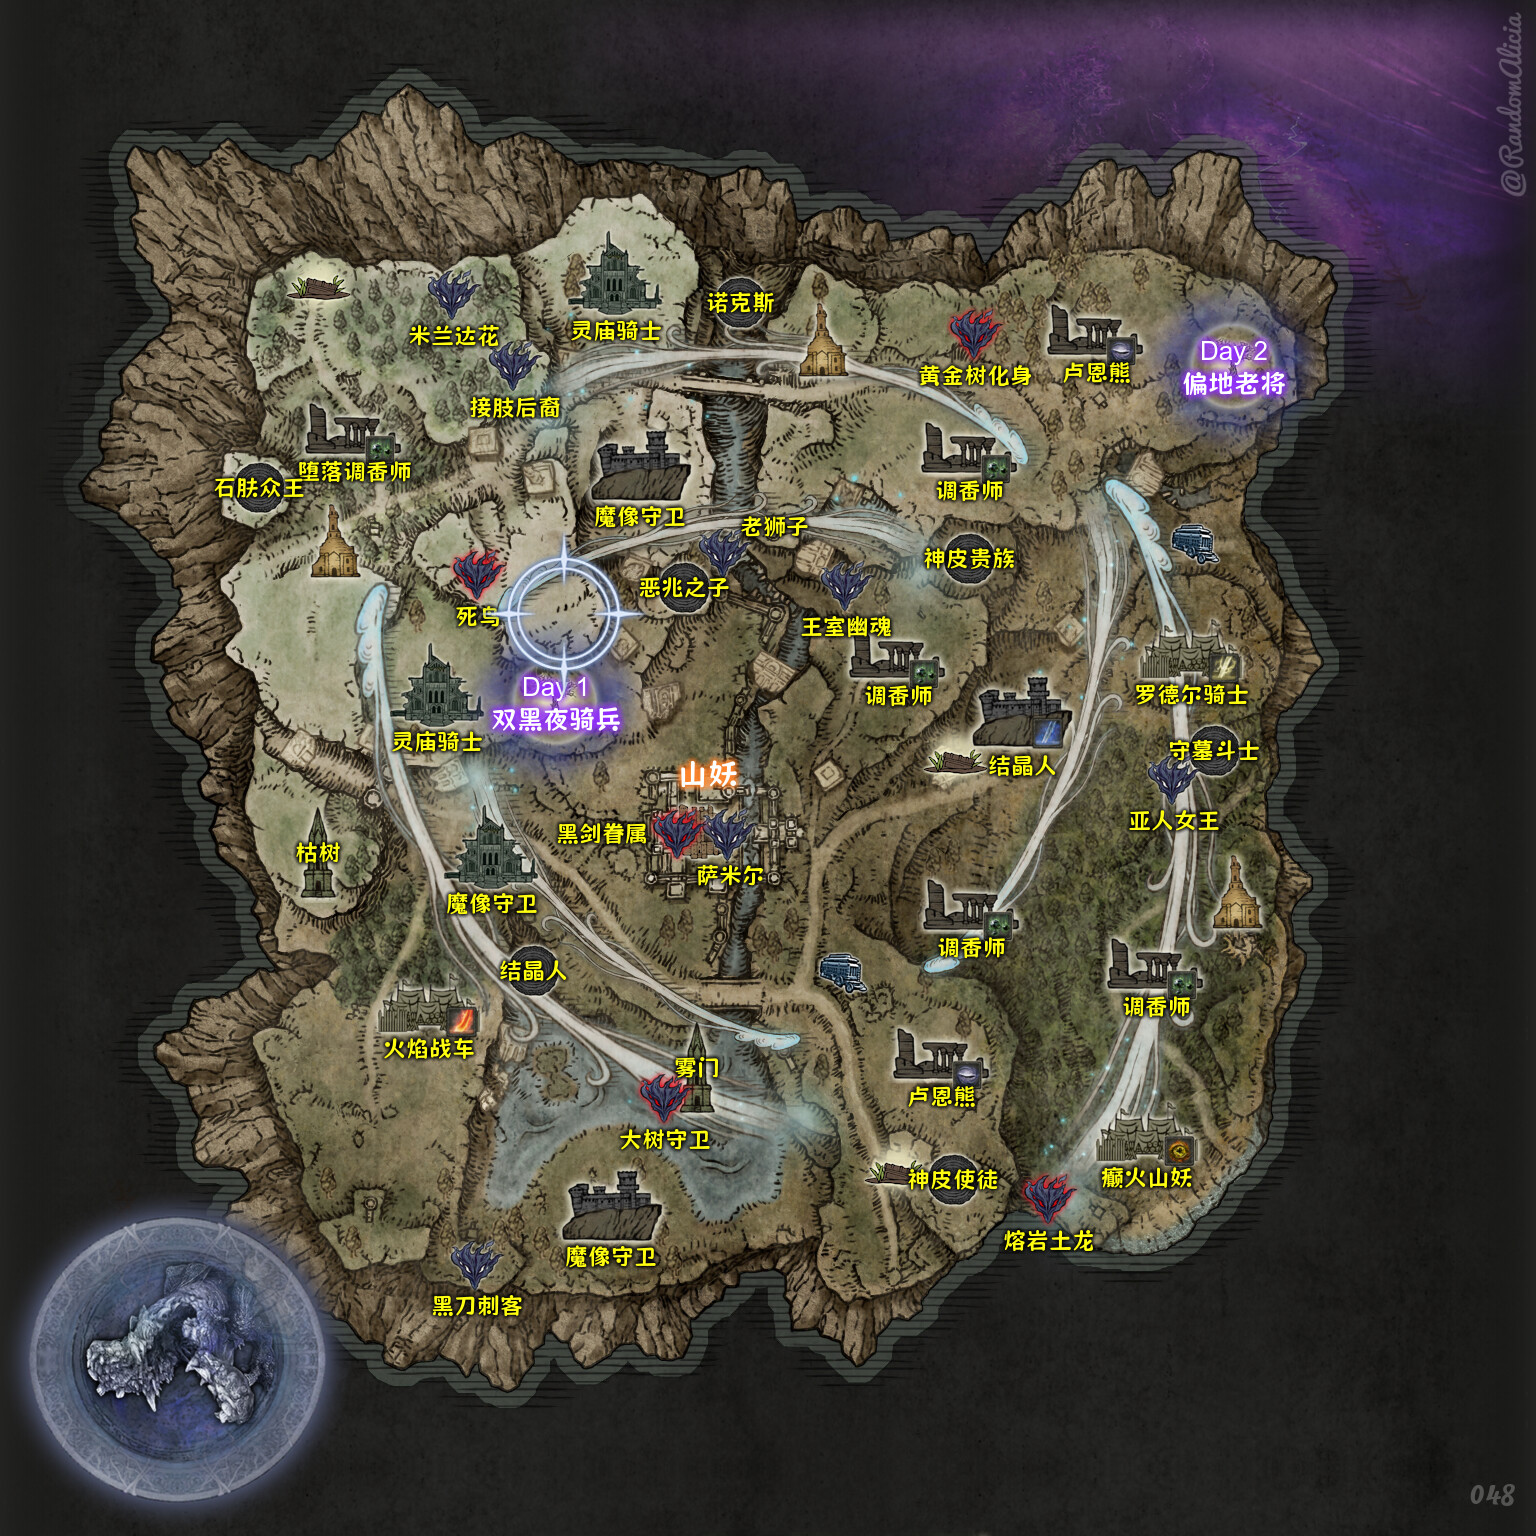 @RandomAlicia
诺克斯
米兰达花
灵庙骑士
黄金树化身
卢恩熊
Day 2
偏地老将
接肢后裔
堕落调香师
石肤众王
调香师
魔像守卫
老狮子
神皮贵族
恶兆之子
死鸟
王室幽魂
Day 1
双黑夜骑兵
调香师
罗德尔骑士
灵庙骑士
守墓斗士
结晶人
山妖
亚人女王
黑剑眷属
枯树
萨米尔
魔像守卫
调香师
结晶人
调香师
火焰战车
雾门
卢恩熊
大树守卫
神皮使徒
癫火山妖
熔岩土龙
魔像守卫
黑刀刺客
048